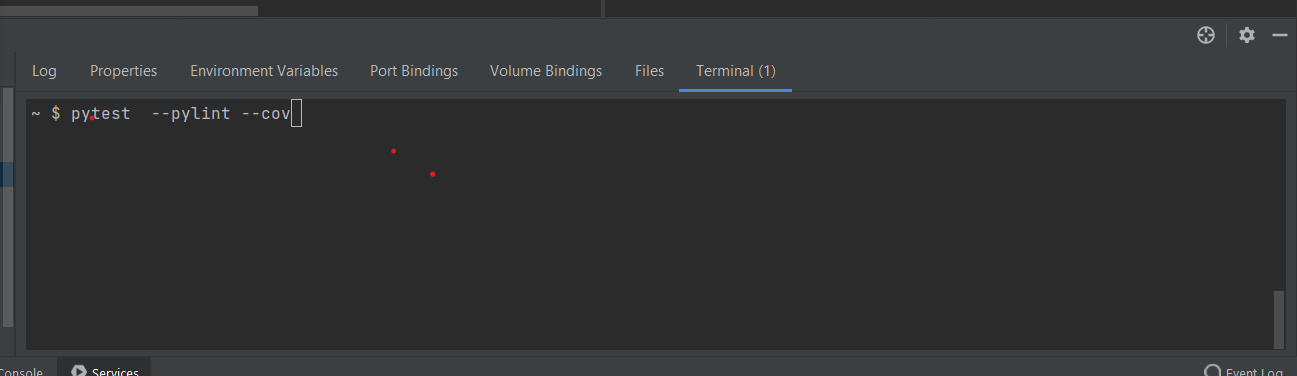 Log Properties Environment Variables Port Bindings Volume Bindings Files Terminal (1)
~ $ pytest  --pylint --cov
Console Services Event Log